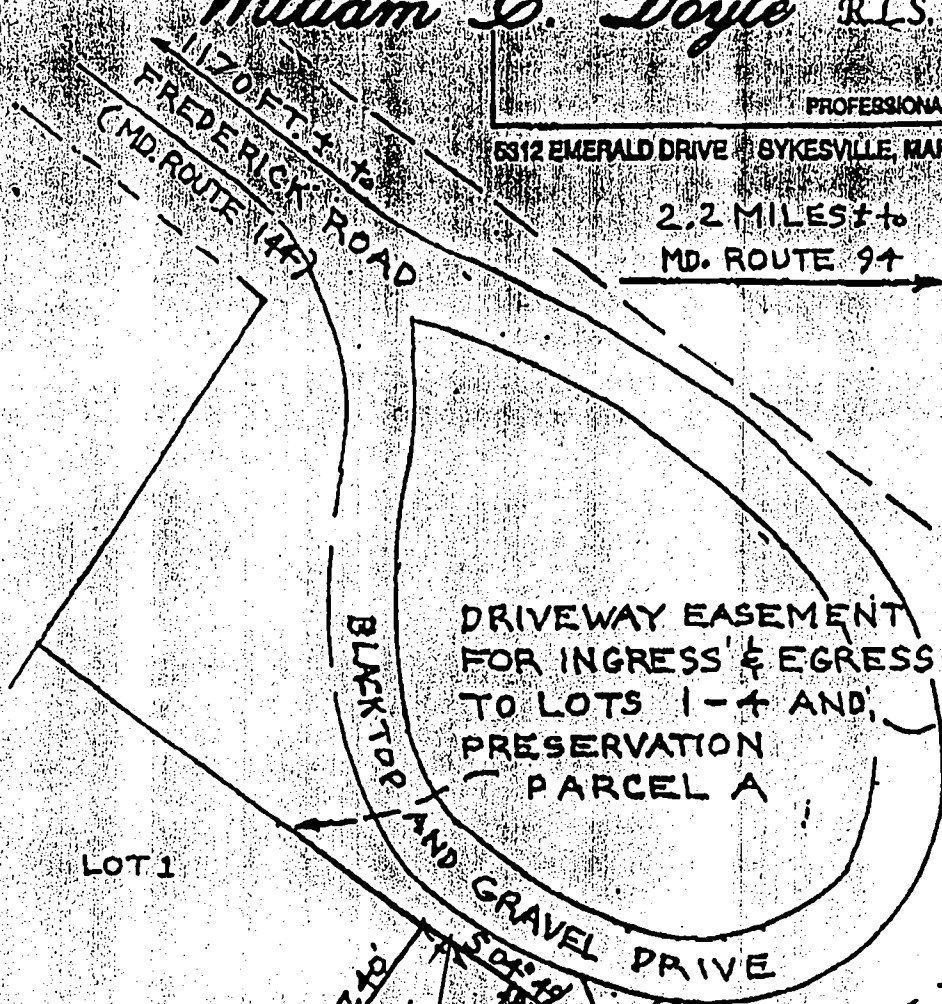 William C. Doyle R.L.S.
PROFESSIONA
6312 EMERALD DRIVE SYKESVILLE, MAR
1170 FT. ± to
FREDERICK ROAD
(MD. ROUTE 144)
2.2 MILES ± to
MD. ROUTE 94
DRIVEWAY EASEMENT
FOR INGRESS & EGRESS
TO LOTS 1-4 AND
PRESERVATION
PARCEL A
BLACKTOP AND GRAVEL DRIVE
LOT 1